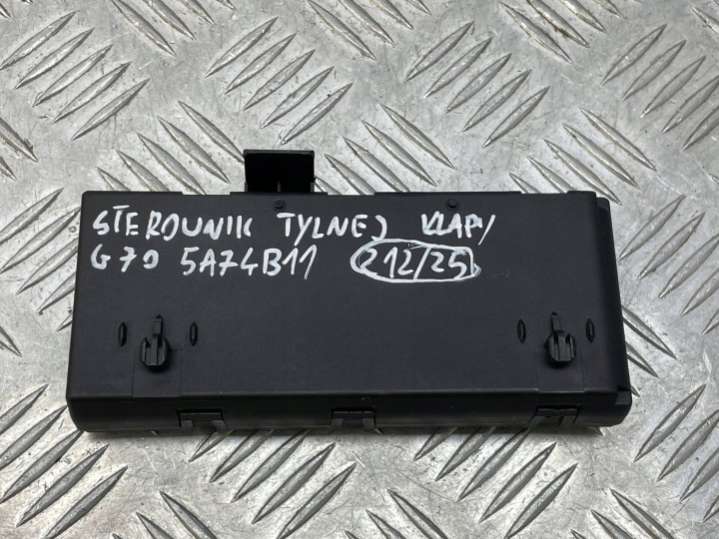 STEROWNIK TYLNEJ KLAPY
G70 5A74B11 212/25